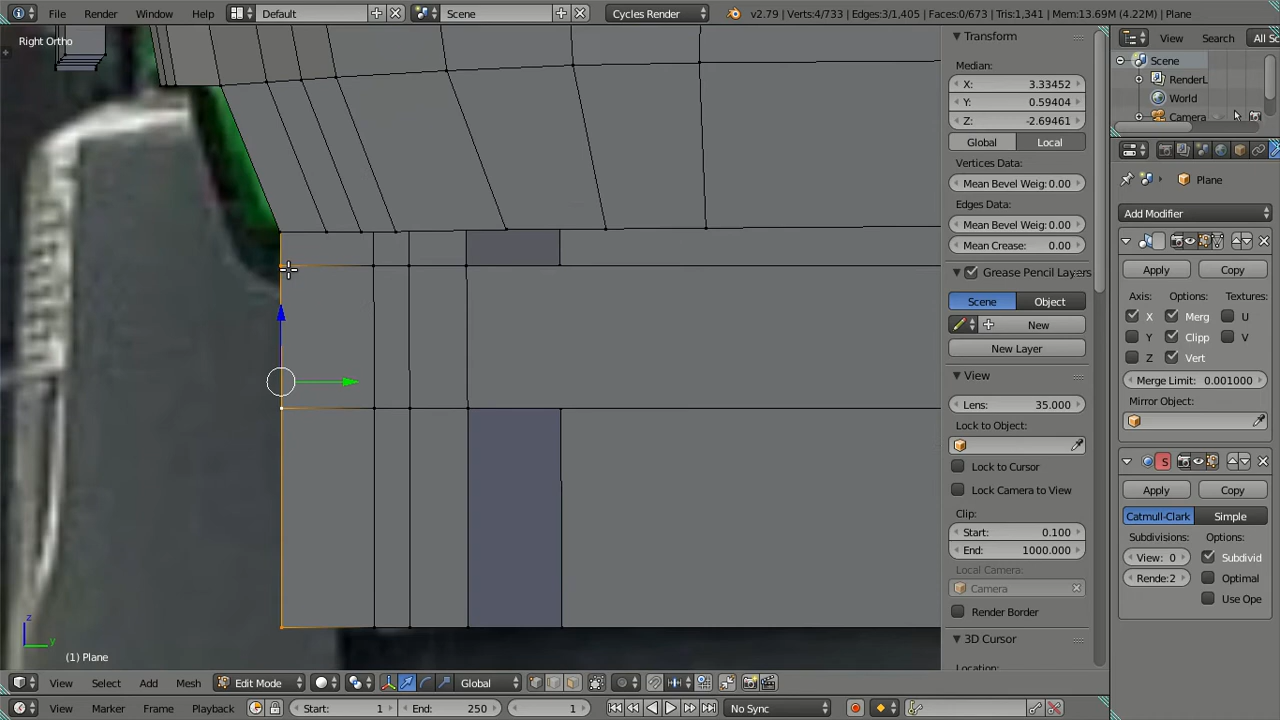 File Render Window Help Default Scene Cycles Render v2.79 | Verts:4/733 | Edges:3/1,405 | Faces:0/673 | Tris:1,341 | Mem:13.69M (4.22M) | Plane
Right Ortho
Transform
Median:
X: 3.33452
Y: 0.59404
Z: -2.69461
Global Local
Vertices Data:
Mean Bevel Weig: 0.00
Edges Data:
Mean Bevel Weig: 0.00
Mean Crease: 0.00
Grease Pencil Layers
Scene Object
New
New Layer
View
Lens: 35.000
Lock to Object:
Lock to Cursor
Lock Camera to View
Clip:
Start: 0.100
End: 1000.000
Local Camera:
Camera
Render Border
3D Cursor
Location:
View Search All Sc
Scene
RenderL
World
Camera
Plane
Add Modifier
Apply Copy
Axis: Options: Textures:
X Merg U
Y Clipp V
Z Vert
Merge Limit: 0.001000
Mirror Object:
S
Apply Copy
Catmull-Clark Simple
Subdivisions: Options:
View: 0 Subdivid
Rende: 2 Optimal
Use Ope
z
y
(1) Plane
View Select Add Mesh Edit Mode Global
View Marker Frame Playback Start: 1 End: 250 1 No Sync